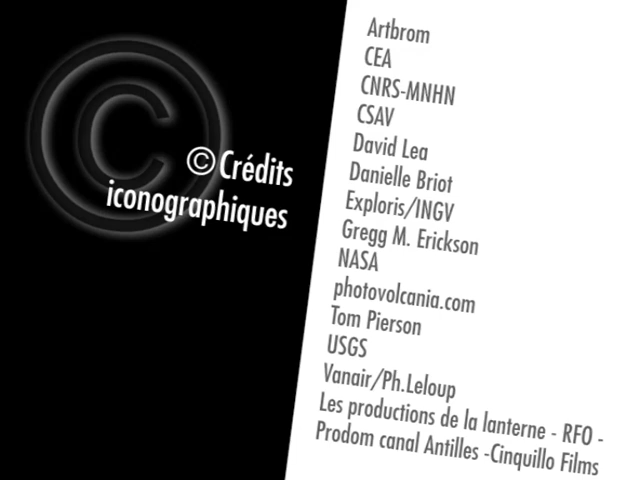 © Crédits
iconographiques
Artbrom
CEA
CNRS-MNHN
CSAV
David Lea
Danielle Briot
Exploris/INGV
Gregg M. Erickson
NASA
photovolcania.com
Tom Pierson
USGS
Vanair/Ph.Leloup
Les productions de la lanterne - RFO -
Prodom canal Antilles -Cinquillo Films